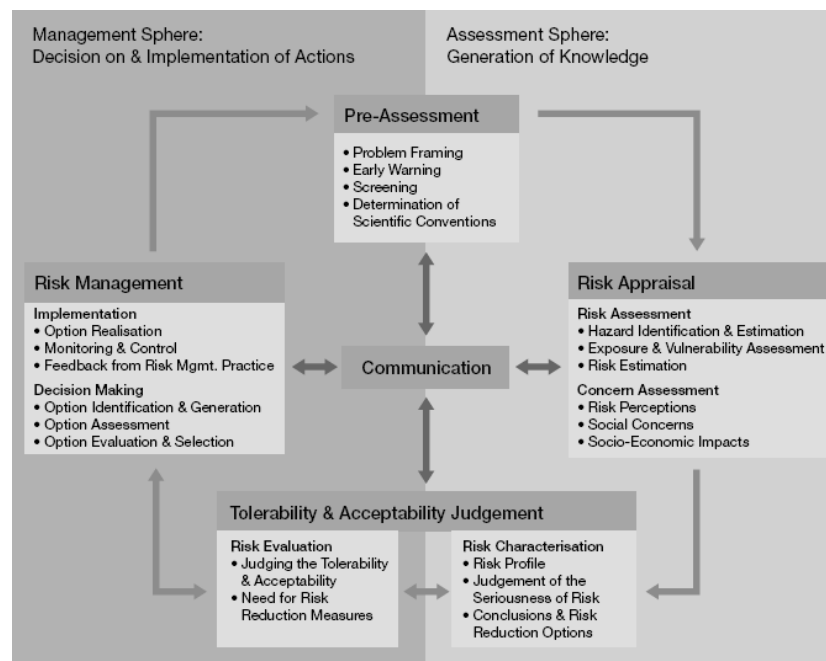 Management Sphere:
Decision on & Implementation of Actions
Assessment Sphere:
Generation of Knowledge
Pre-Assessment
• Problem Framing
• Early Warning
• Screening
• Determination of
Scientific Conventions
Risk Management
Implementation
• Option Realisation
• Monitoring & Control
• Feedback from Risk Mgmt. Practice
Decision Making
• Option Identification & Generation
• Option Assessment
• Option Evaluation & Selection
Communication
Risk Appraisal
Risk Assessment
• Hazard Identification & Estimation
• Exposure & Vulnerability Assessment
• Risk Estimation
Concern Assessment
• Risk Perceptions
• Social Concerns
• Socio-Economic Impacts
Tolerability & Acceptability Judgement
Risk Evaluation
• Judging the Tolerability
& Acceptability
• Need for Risk
Reduction Measures
Risk Characterisation
• Risk Profile
• Judgement of the
Seriousness of Risk
• Conclusions & Risk
Reduction Options